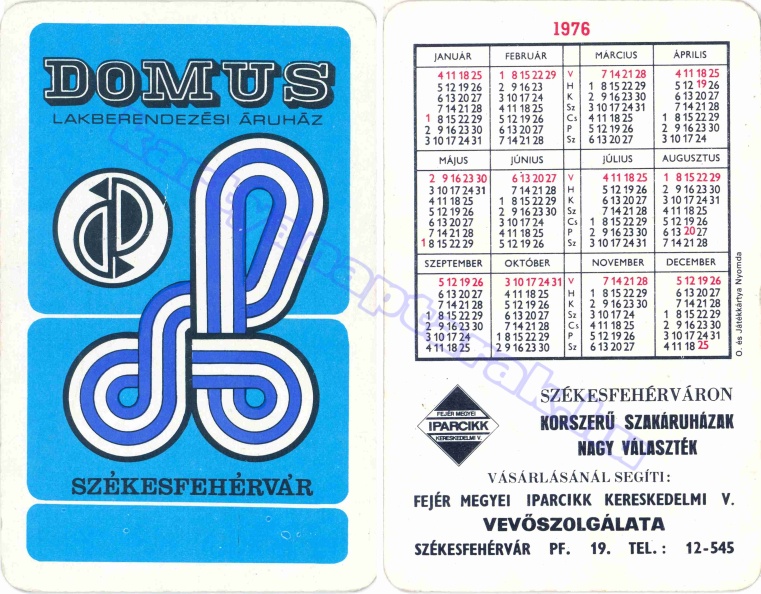 DOMUS
LAKBERENDEZÉSI ÁRUHÁZ
SZÉKESFEHÉRVÁR
kartyanaptarak.hu
1976
JANUÁR FEBRUÁR MÁRCIUS ÁPRILIS
4 11 18 25 1 8 15 22 29 V 7 14 21 28 4 11 18 25
5 12 19 26 2 9 16 23 H 1 8 15 22 29 5 12 19 26
6 13 20 27 3 10 17 24 K 2 9 16 23 30 6 13 20 27
7 14 21 28 4 11 18 25 Sz 3 10 17 24 31 7 14 21 28
1 8 15 22 29 5 12 19 26 Cs 4 11 18 25 1 8 15 22 29
2 9 16 23 30 6 13 20 27 P 5 12 19 26 2 9 16 23 30
3 10 17 24 31 7 14 21 28 Sz 6 13 20 27 3 10 17 24
MÁJUS JÚNIUS JÚLIUS AUGUSZTUS
2 9 16 23 30 6 13 20 27 V 4 11 18 25 1 8 15 22 29
3 10 17 24 31 7 14 21 28 H 5 12 19 26 2 9 16 23 30
4 11 18 25 1 8 15 22 29 K 6 13 20 27 3 10 17 24 31
5 12 19 26 2 9 16 23 30 Sz 7 14 21 28 4 11 18 25
6 13 20 27 3 10 17 24 Cs 1 8 15 22 29 5 12 19 26
7 14 21 28 4 11 18 25 P 2 9 16 23 30 6 13 20 27
1 8 15 22 29 5 12 19 26 Sz 3 10 17 24 31 7 14 21 28
SZEPTEMBER OKTÓBER NOVEMBER DECEMBER
5 12 19 26 3 10 17 24 31 V 7 14 21 28 5 12 19 26
6 13 20 27 4 11 18 25 H 1 8 15 22 29 6 13 20 27
7 14 21 28 5 12 19 26 K 2 9 16 23 30 7 14 21 28
1 8 15 22 29 6 13 20 27 Sz 3 10 17 24 1 8 15 22 29
2 9 16 23 30 7 14 21 28 Cs 4 11 18 25 2 9 16 23 30
3 10 17 24 1 8 15 22 29 P 5 12 19 26 3 10 17 24 31
4 11 18 25 2 9 16 23 30 Sz 6 13 20 27 4 11 18 25
O. és Játékkártya Nyomda
FEJÉR MEGYEI
IPARCIKK
KERESKEDELMI V.
SZÉKESFEHÉRVÁRON
KORSZERŰ SZAKÁRUHÁZAK
NAGY VÁLASZTÉK
VÁSÁRLÁSÁNÁL SEGÍTI:
FEJÉR MEGYEI IPARCIKK KERESKEDELMI V.
VEVŐSZOLGÁLATA
SZÉKESFEHÉRVÁR PF. 19. TEL.: 12-545